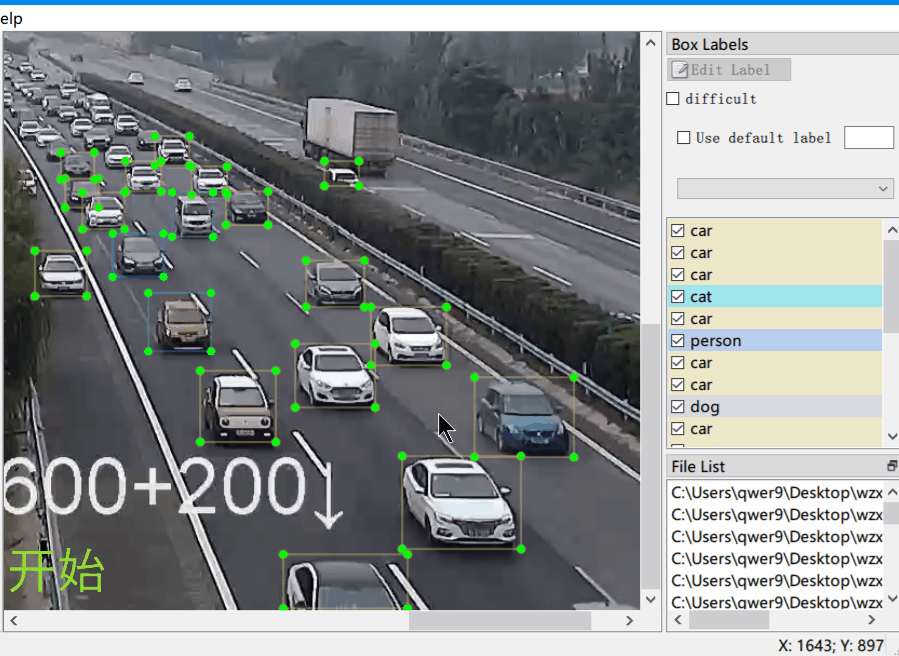 elp
Box Labels
Edit Label
difficult
Use default label
car
car
car
cat
car
person
car
car
dog
car
File List
C:\Users\qwer9\Desktop\wzx
C:\Users\qwer9\Desktop\wzx
C:\Users\qwer9\Desktop\wzx
C:\Users\qwer9\Desktop\wzx
C:\Users\qwer9\Desktop\wzx
C:\Users\qwer9\Desktop\wzx
600+200↓
开始
X: 1643; Y: 897